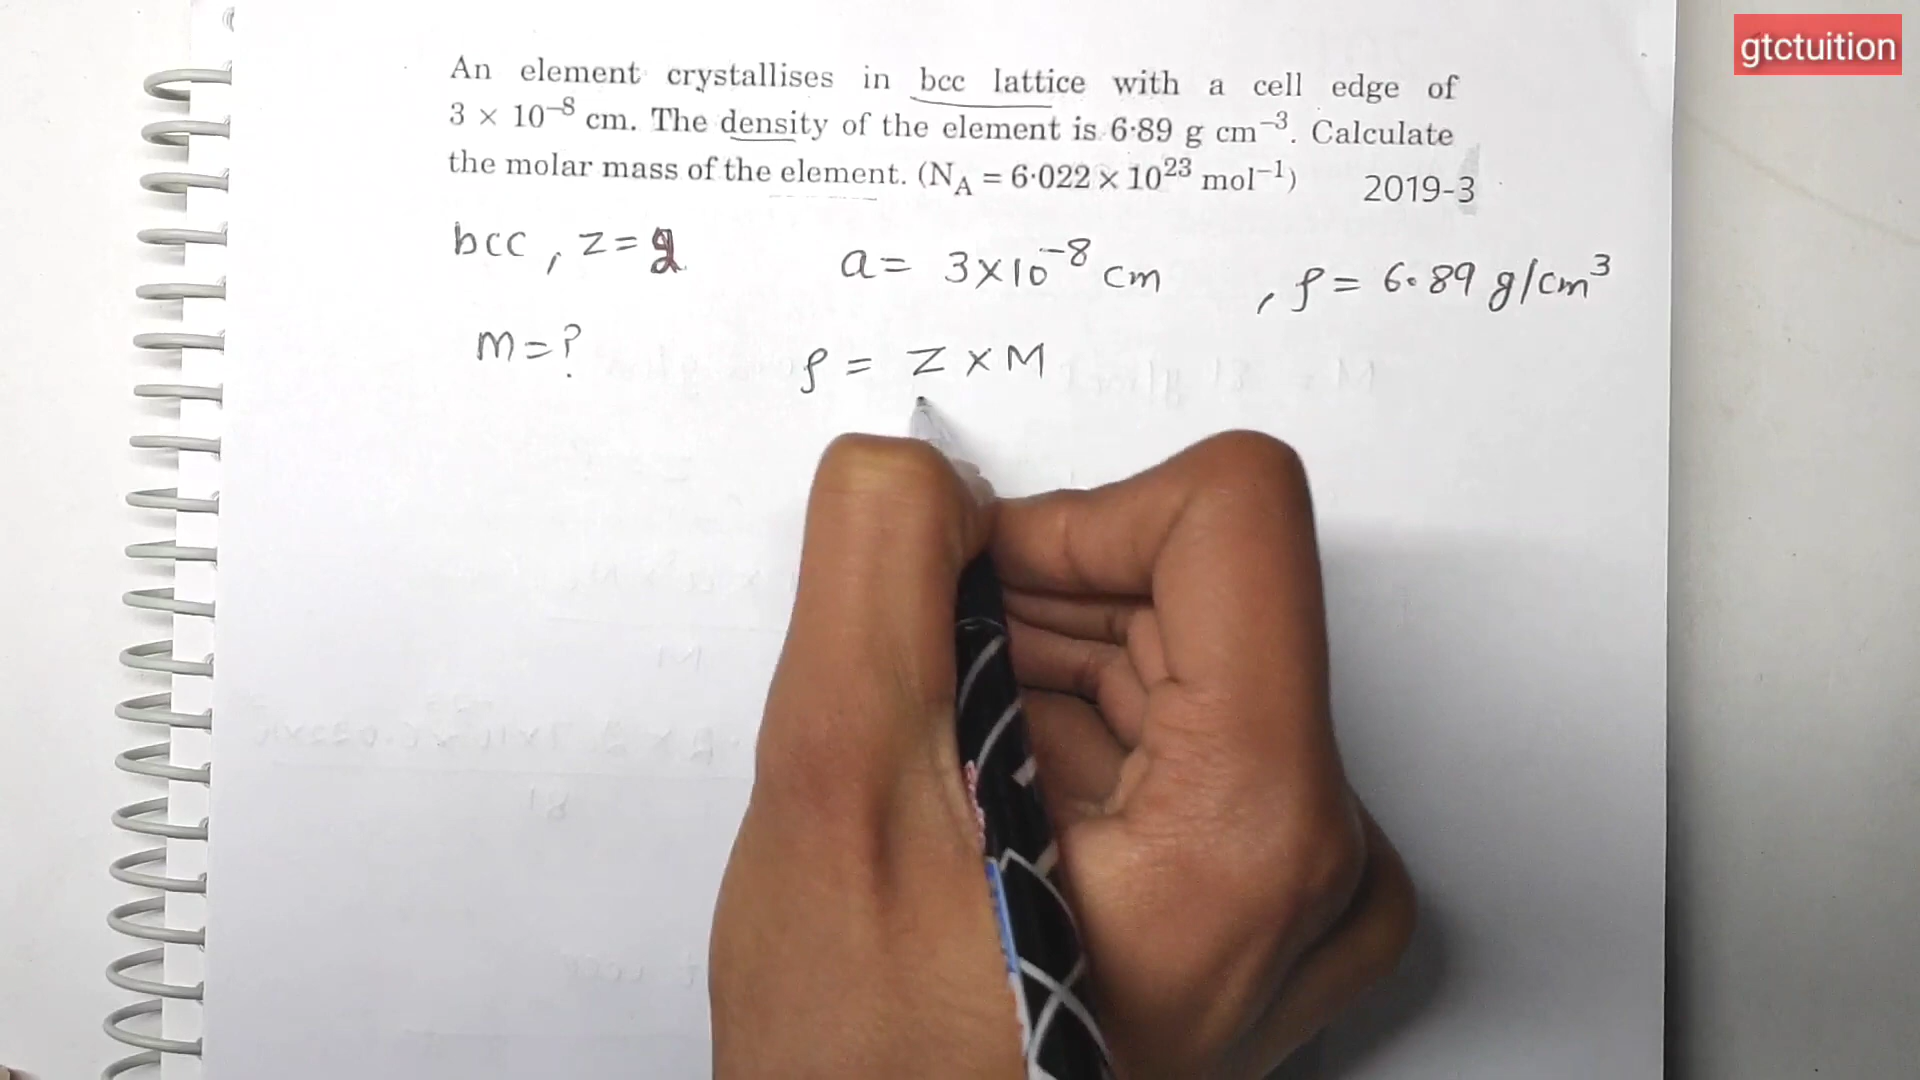 gtctuition
An element crystallises in bcc lattice with a cell edge of
3 × 10⁻⁸ cm. The density of the element is 6·89 g cm⁻³. Calculate
the molar mass of the element. (N_A = 6·022 × 10²³ mol⁻¹) 2019-3
bcc, z=2 a= 3×10⁻⁸ cm , ρ= 6.89 g/cm³
m=? ρ = Z × M